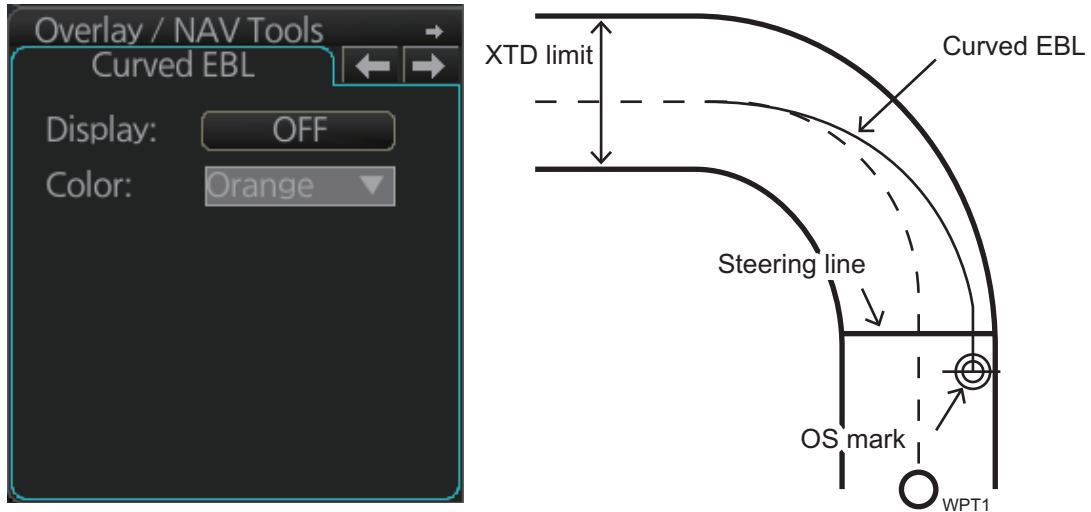 Overlay / NAV Tools
Curved EBL
Display: OFF
Color: Orange
XTD limit
Curved EBL
Steering line
OS mark
WPT1